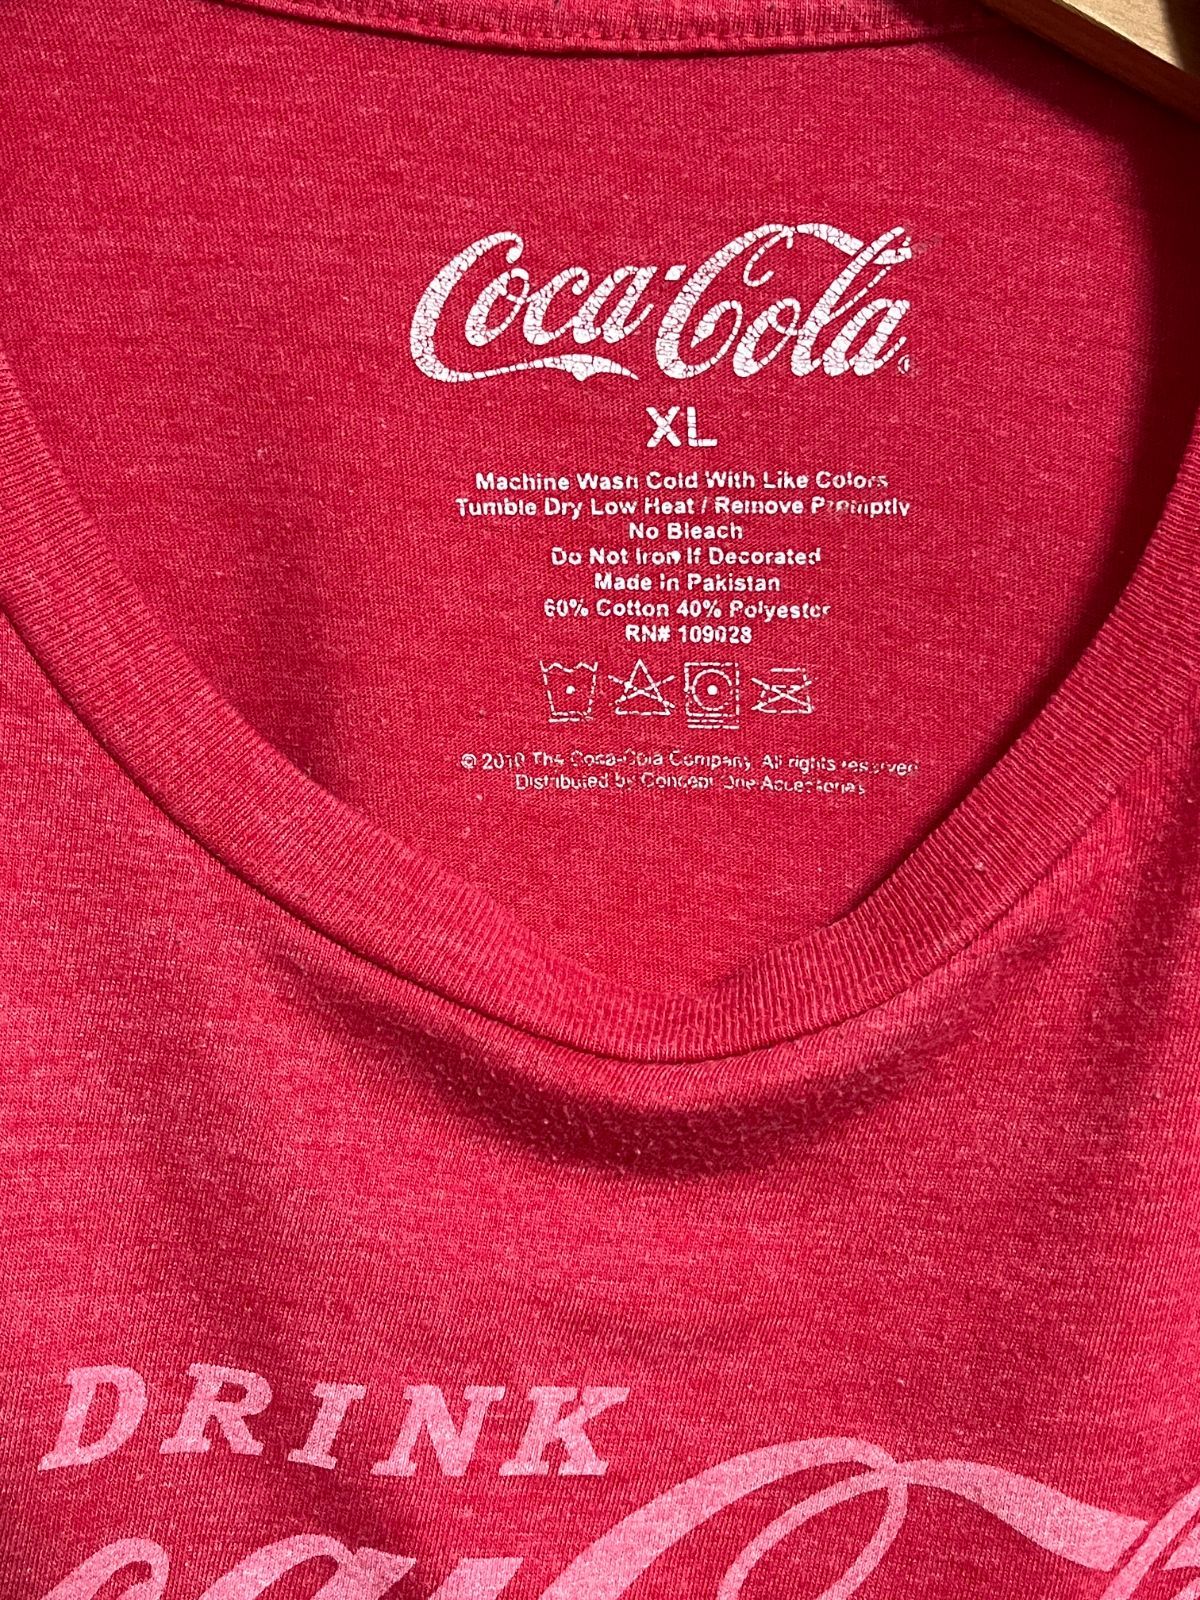 Coca-Cola®
XL
Machine Wash Cold With Like Colors
Tumble Dry Low Heat / Remove Promptly
No Bleach
Do Not Iron If Decorated
Made In Pakistan
60% Cotton 40% Polyester
RN# 109028
© The Coca-Cola Company. All rights reserved
Distributed by Concept One Accessories
DRINK